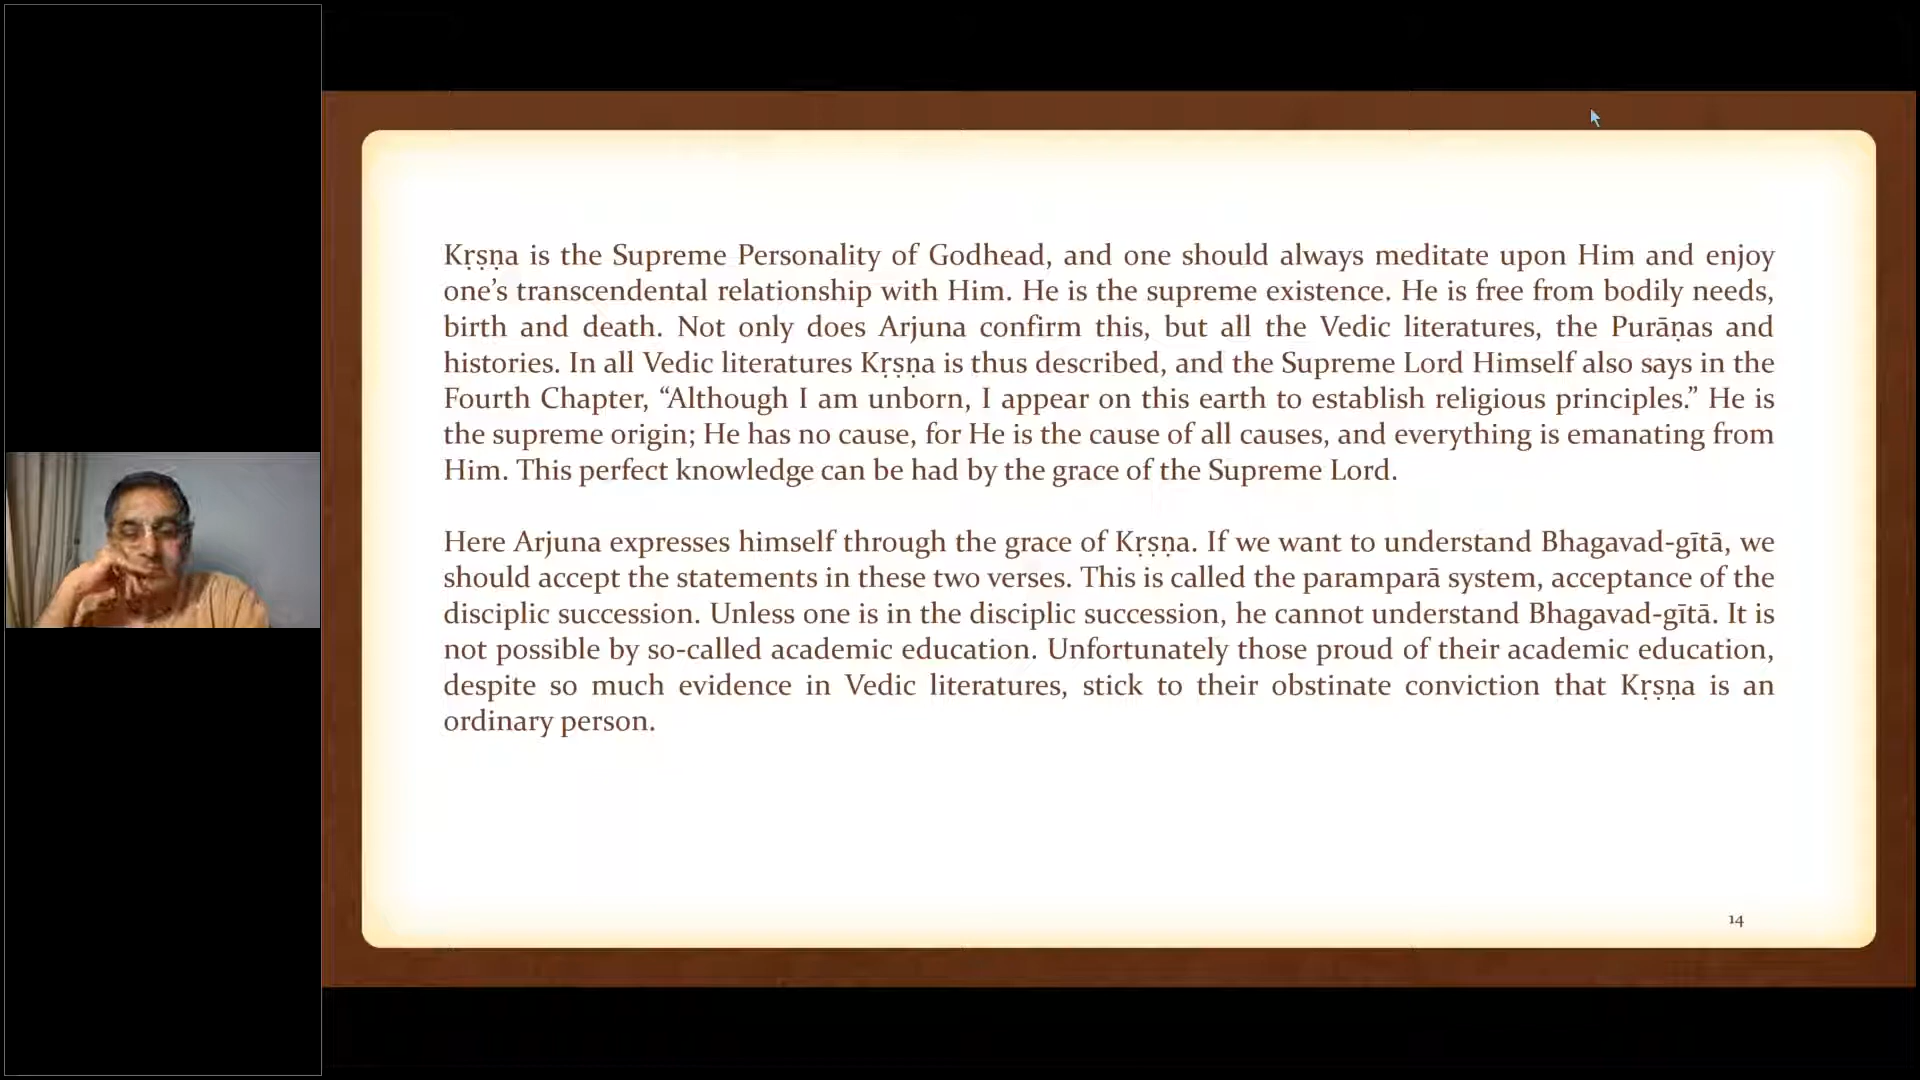 Kṛṣṇa is the Supreme Personality of Godhead, and one should always meditate upon Him and enjoy
one’s transcendental relationship with Him. He is the supreme existence. He is free from bodily needs,
birth and death. Not only does Arjuna confirm this, but all the Vedic literatures, the Purāṇas and
histories. In all Vedic literatures Kṛṣṇa is thus described, and the Supreme Lord Himself also says in the
Fourth Chapter, “Although I am unborn, I appear on this earth to establish religious principles.” He is
the supreme origin; He has no cause, for He is the cause of all causes, and everything is emanating from
Him. This perfect knowledge can be had by the grace of the Supreme Lord.
Here Arjuna expresses himself through the grace of Kṛṣṇa. If we want to understand Bhagavad-gītā, we
should accept the statements in these two verses. This is called the paramparā system, acceptance of the
disciplic succession. Unless one is in the disciplic succession, he cannot understand Bhagavad-gītā. It is
not possible by so-called academic education. Unfortunately those proud of their academic education,
despite so much evidence in Vedic literatures, stick to their obstinate conviction that Kṛṣṇa is an
ordinary person.
14